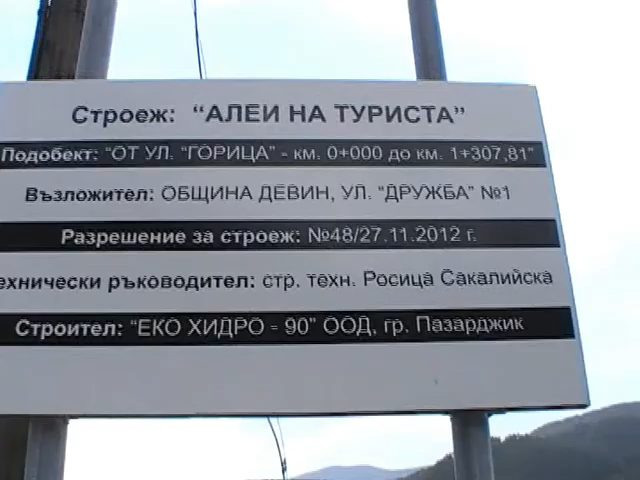 Строеж: “АЛЕИ НА ТУРИСТА”
Подобект: “ОТ УЛ. “ГОРИЦА” - км. 0+000 до км. 1+307,81”
Възложител: ОБЩИНА ДЕВИН, УЛ. “ДРУЖБА” №1
Разрешение за строеж: №48/27.11.2012 г.
ехнически ръководител: стр. техн. Росица Сакалийска
Строител: “ЕКО ХИДРО - 90” ООД, гр. Пазарджик